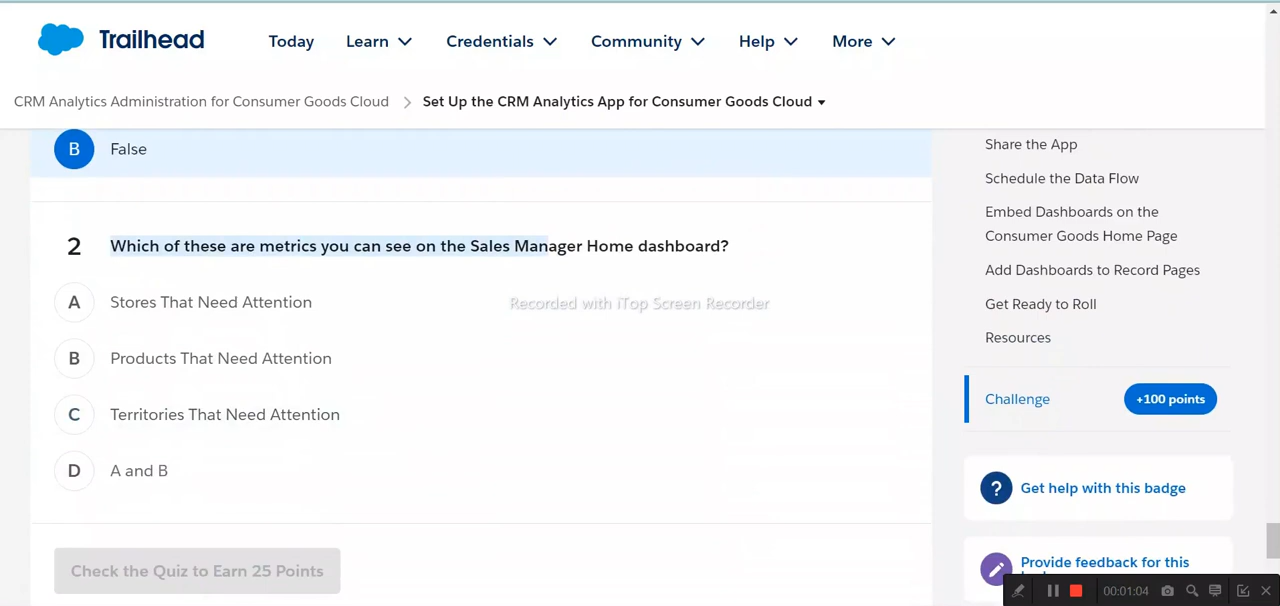 Trailhead
Today Learn Credentials Community Help More
CRM Analytics Administration for Consumer Goods Cloud > Set Up the CRM Analytics App for Consumer Goods Cloud
B False
2 Which of these are metrics you can see on the Sales Manager Home dashboard?
A Stores That Need Attention
B Products That Need Attention
C Territories That Need Attention
D A and B
Check the Quiz to Earn 25 Points
Recorded with iTop Screen Recorder
Share the App
Schedule the Data Flow
Embed Dashboards on the
Consumer Goods Home Page
Add Dashboards to Record Pages
Get Ready to Roll
Resources
Challenge +100 points
? Get help with this badge
Provide feedback for this
00:01:04